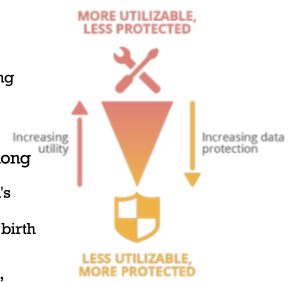 MORE UTILIZABLE,
LESS PROTECTED
ng
Increasing
utility
Increasing data
protection
ong
's
birth
LESS UTILIZABLE,
MORE PROTECTED
,